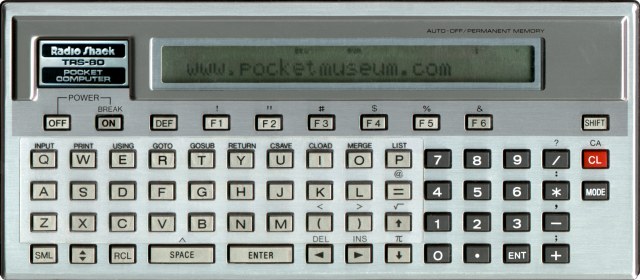 AUTO-OFF/PERMANENT MEMORY
Radio Shack
TRS-80
POCKET
COMPUTER
www.pocketmuseum.com
POWER
BREAK
! " # $ % &
OFF ON DEF F1 F2 F3 F4 F5 F6 SHIFT
INPUT PRINT USING GOTO GOSUB RETURN CSAVE CLOAD MERGE LIST ? CA
Q W E R T Y U I O P 7 8 9 / CL
@ :
A S D F G H J K L = 4 5 6 * MODE
< > √ ,
Z X C V B N M ( ) ↑ 1 2 3 −
^ DEL INS π ;
SML RCL SPACE ENTER ◄ ► ↓ 0 • ENT +